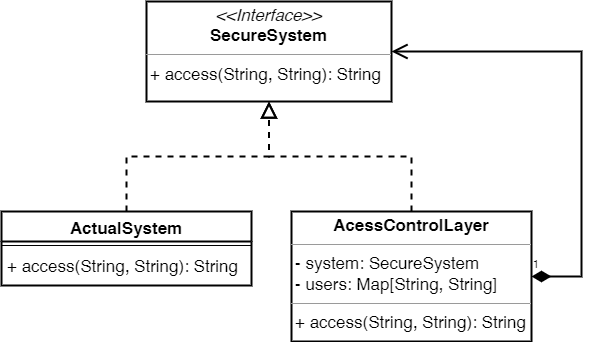 <<Interface>>
SecureSystem
+ access(String, String): String
ActualSystem
+ access(String, String): String
AcessControlLayer
- system: SecureSystem
- users: Map[String, String]
+ access(String, String): String
1